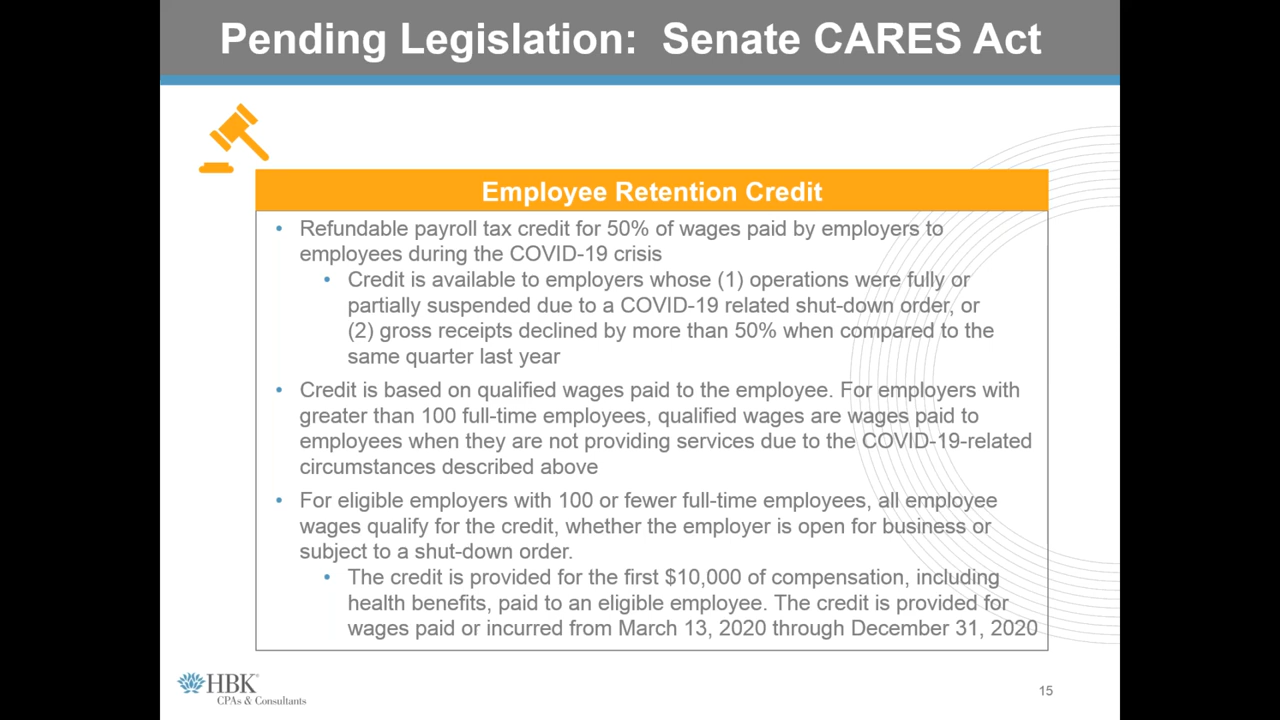 Pending Legislation: Senate CARES Act
Employee Retention Credit
• Refundable payroll tax credit for 50% of wages paid by employers to
employees during the COVID-19 crisis
• Credit is available to employers whose (1) operations were fully or
partially suspended due to a COVID-19 related shut-down order, or
(2) gross receipts declined by more than 50% when compared to the
same quarter last year
• Credit is based on qualified wages paid to the employee. For employers with
greater than 100 full-time employees, qualified wages are wages paid to
employees when they are not providing services due to the COVID-19-related
circumstances described above
• For eligible employers with 100 or fewer full-time employees, all employee
wages qualify for the credit, whether the employer is open for business or
subject to a shut-down order.
• The credit is provided for the first $10,000 of compensation, including
health benefits, paid to an eligible employee. The credit is provided for
wages paid or incurred from March 13, 2020 through December 31, 2020
HBK®
CPAs & Consultants
15